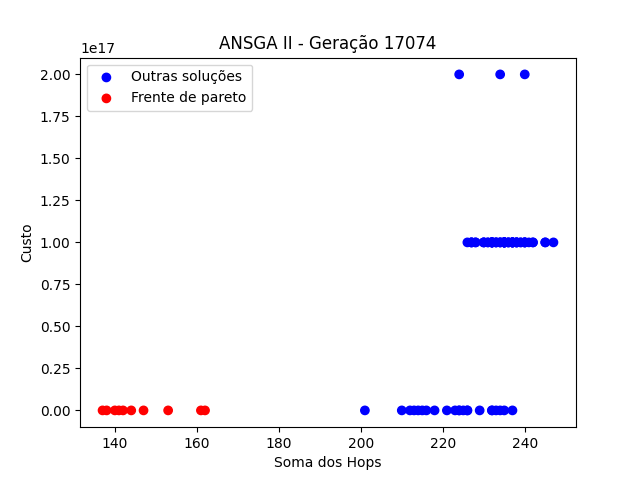 ANSGA II - Geração 17074
1e17
2.00
1.75
1.50
1.25
1.00
0.75
0.50
0.25
0.00
Custo
Outras soluções
Frente de pareto
140 160 180 200 220 240
Soma dos Hops